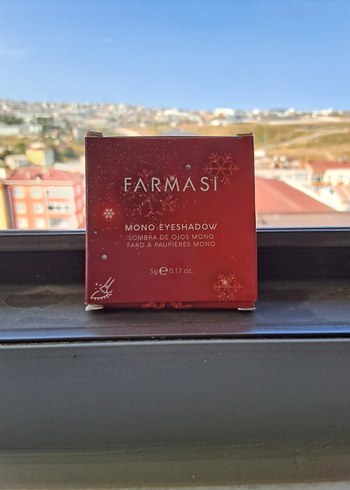 FARMASİ
MONO EYESHADOW
SOMBRA DE OJOS MONO
FARD À PAUPIÈRES MONO
5g ℮ 0.17 oz.